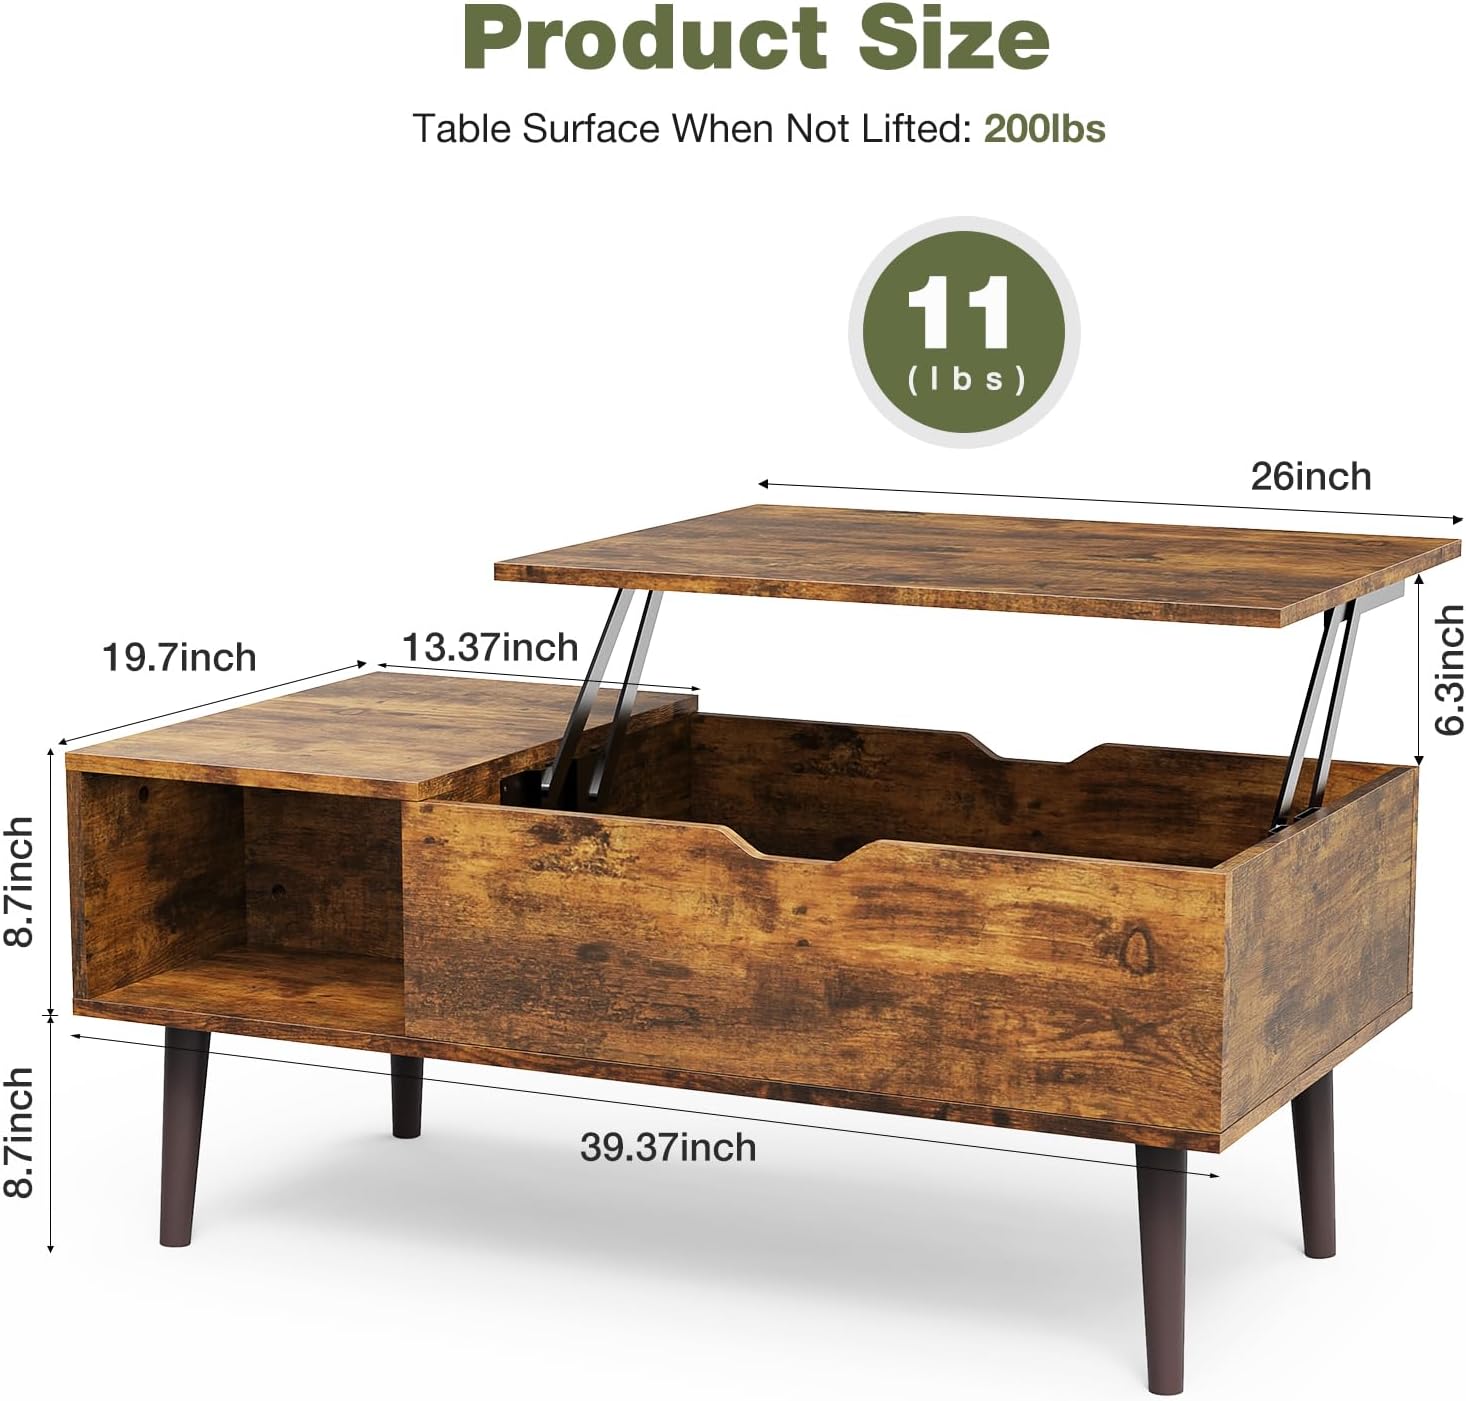 Product Size
Table Surface When Not Lifted: 200lbs
11
(lbs)
26inch
19.7inch
13.37inch
6.3inch
8.7inch
8.7inch
39.37inch